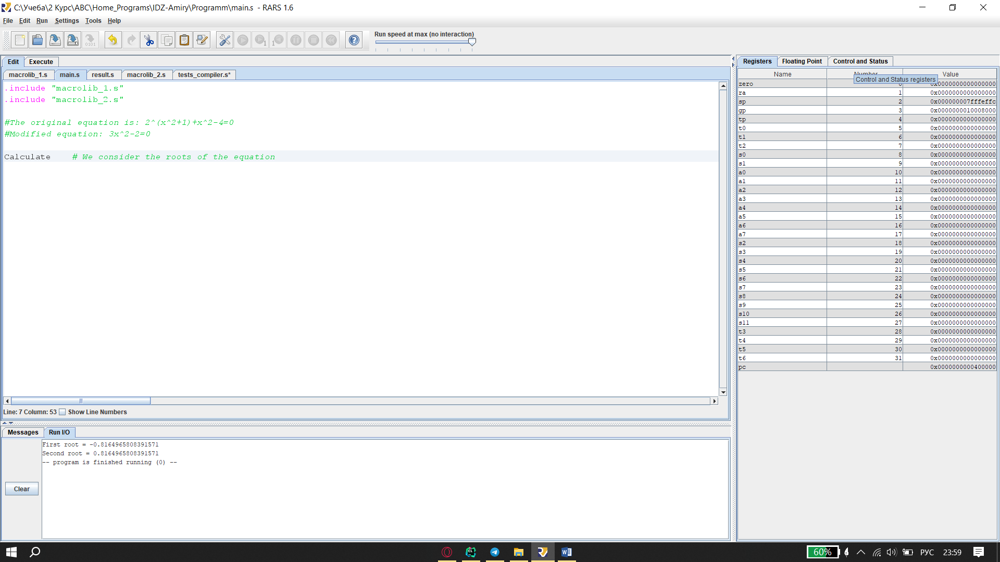 C:\Учеба\2 Курс\ABC\Home_Programs\IDZ-Amiry\Programm\main.s - RARS 1.6
File Edit Run Settings Tools Help
Run speed at max (no interaction)
Edit Execute
macrolib_1.s main.s result.s macrolib_2.s tests_compiler.s*
.include "macrolib_1.s"
.include "macrolib_2.s"
#The original equation is: 2^(x^2+1)+x^2-4=0
#Modified equation: 3x^2-2=0
Calculate # We consider the roots of the equation
Line: 7 Column: 53 Show Line Numbers
Messages Run I/O
First root = -0.8164965808391571
Second root = 0.8164965808391571
-- program is finished running (0) --
Clear
Registers Floating Point Control and Status
Name Number Value
Control and Status registers
zero 0 0x0000000000000000
ra 1 0x0000000000000000
sp 2 0x000000007fffeffc
gp 3 0x0000000010008000
tp 4 0x0000000000000000
t0 5 0x0000000000000000
t1 6 0x0000000000000000
t2 7 0x0000000000000000
s0 8 0x0000000000000000
s1 9 0x0000000000000000
a0 10 0x0000000000000000
a1 11 0x0000000000000000
a2 12 0x0000000000000000
a3 13 0x0000000000000000
a4 14 0x0000000000000000
a5 15 0x0000000000000000
a6 16 0x0000000000000000
a7 17 0x0000000000000000
s2 18 0x0000000000000000
s3 19 0x0000000000000000
s4 20 0x0000000000000000
s5 21 0x0000000000000000
s6 22 0x0000000000000000
s7 23 0x0000000000000000
s8 24 0x0000000000000000
s9 25 0x0000000000000000
s10 26 0x0000000000000000
s11 27 0x0000000000000000
t3 28 0x0000000000000000
t4 29 0x0000000000000000
t5 30 0x0000000000000000
t6 31 0x0000000000000000
pc 0x0000000000400000
60% РУС 23:59